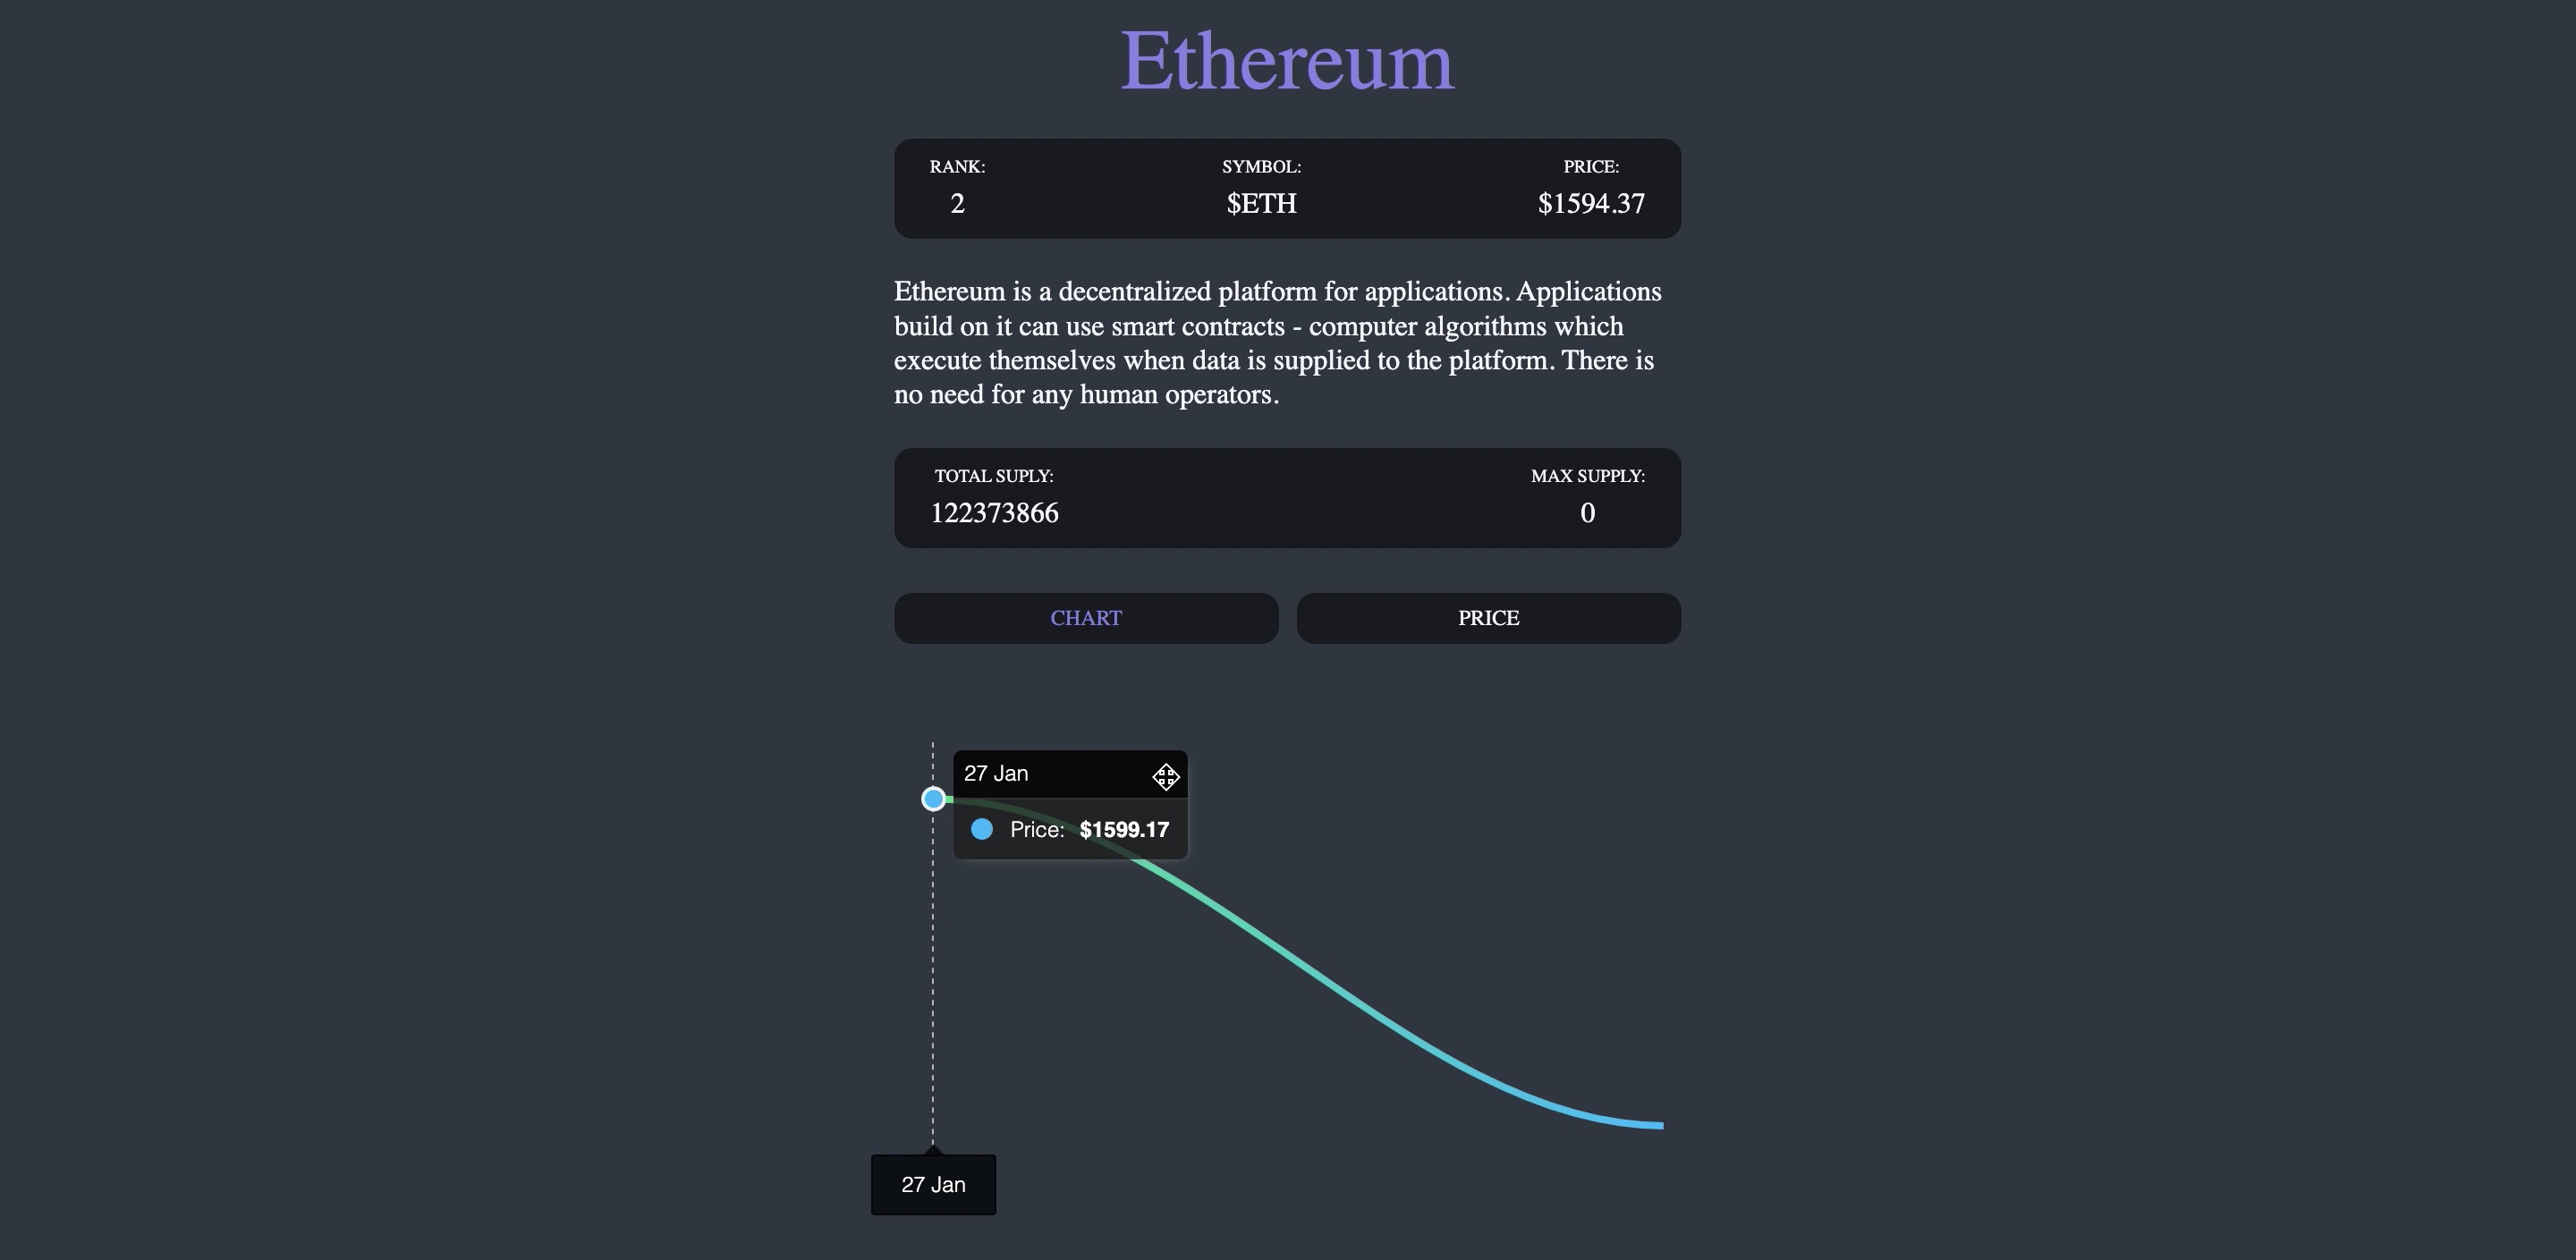 Ethereum
RANK:
2
SYMBOL:
$ETH
PRICE:
$1594.37
Ethereum is a decentralized platform for applications. Applications
build on it can use smart contracts - computer algorithms which
execute themselves when data is supplied to the platform. There is
no need for any human operators.
TOTAL SUPLY:
122373866
MAX SUPPLY:
0
CHART
PRICE
27 Jan
Price: $1599.17
27 Jan